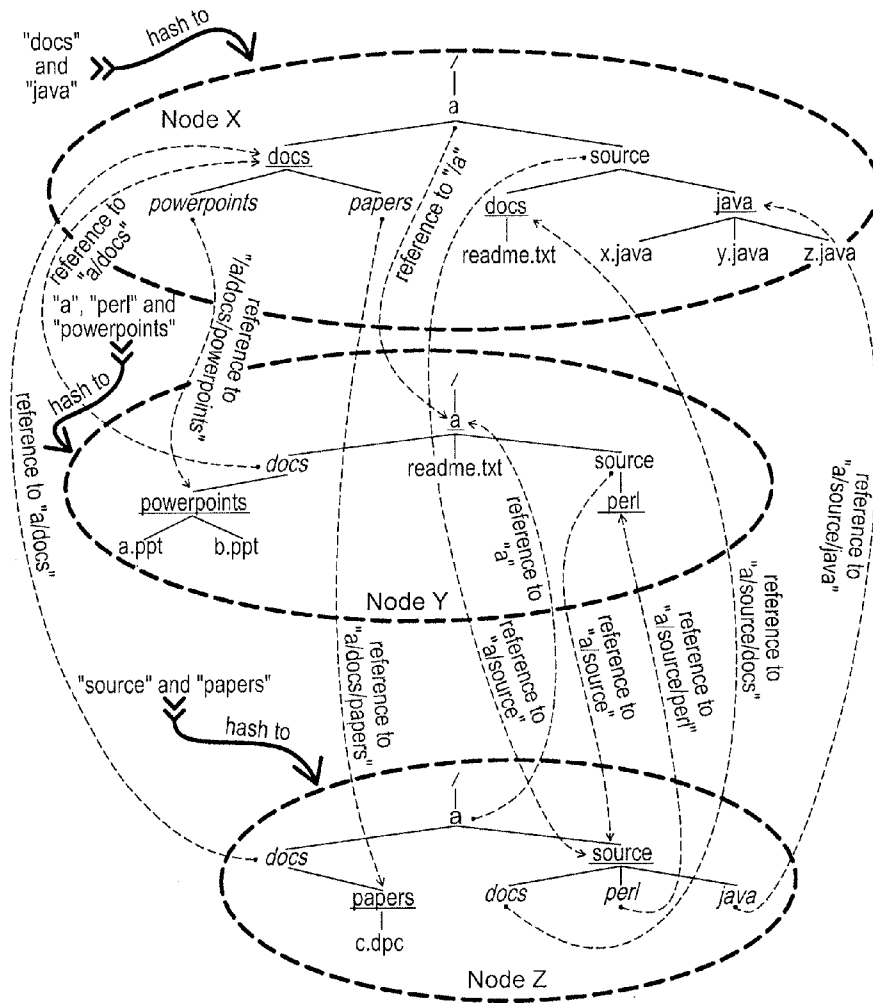 "docs"
and
"java"
hash to
/
a
Node X
docs
source
powerpoints
papers
docs
java
readme.txt
x.java
y.java
z.java
reference to "/a"
reference to
"a/docs"
"a", "perl" and
"powerpoints"
hash to
reference to
"/a/docs/powerpoints"
/
a
docs
readme.txt
source
powerpoints
perl
a.ppt
b.ppt
Node Y
reference to "a/docs"
reference to
"a"
reference to
"a/source/java"
reference to
"a/docs/papers"
reference to
"a/source"
reference to
"a/source"
reference to
"a/source/perl"
reference to
"a/source/docs"
"source" and "papers"
hash to
/
a
docs
source
papers
docs
perl
java
c.dpc
Node Z